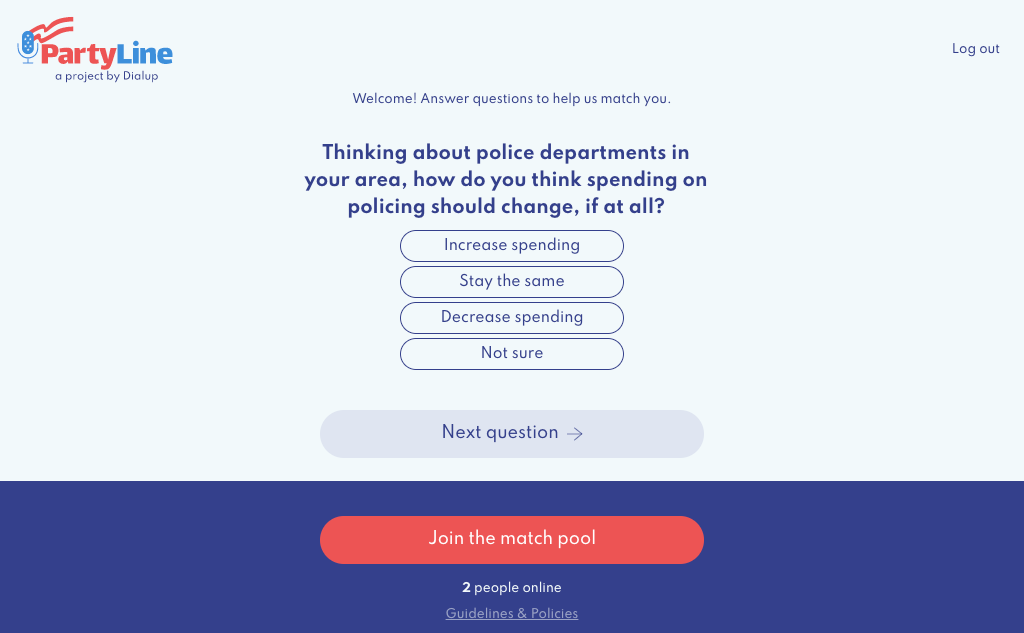 PartyLine
a project by Dialup
Log out
Welcome! Answer questions to help us match you.
Thinking about police departments in
your area, how do you think spending on
policing should change, if at all?
Increase spending
Stay the same
Decrease spending
Not sure
Next question →
Join the match pool
2 people online
Guidelines & Policies